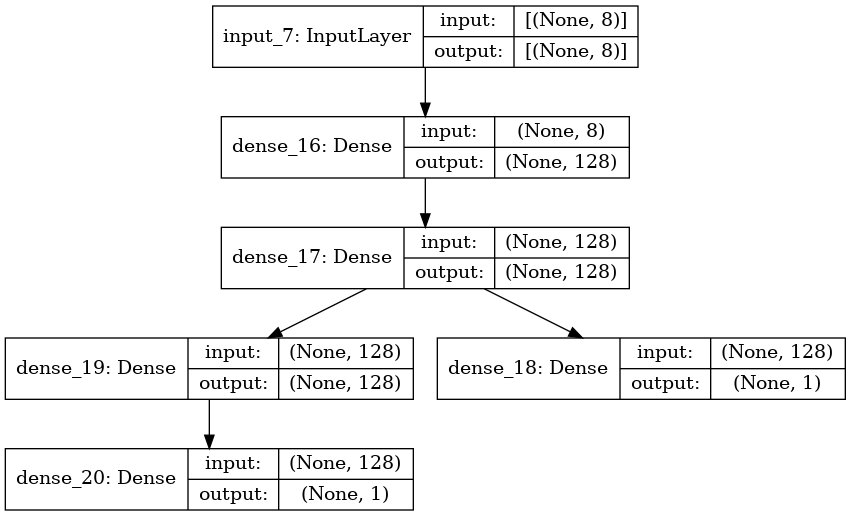 input_7: InputLayer
input: [(None, 8)]
output: [(None, 8)]
dense_16: Dense
input: (None, 8)
output: (None, 128)
dense_17: Dense
input: (None, 128)
output: (None, 128)
dense_19: Dense
input: (None, 128)
output: (None, 128)
dense_18: Dense
input: (None, 128)
output: (None, 1)
dense_20: Dense
input: (None, 128)
output: (None, 1)